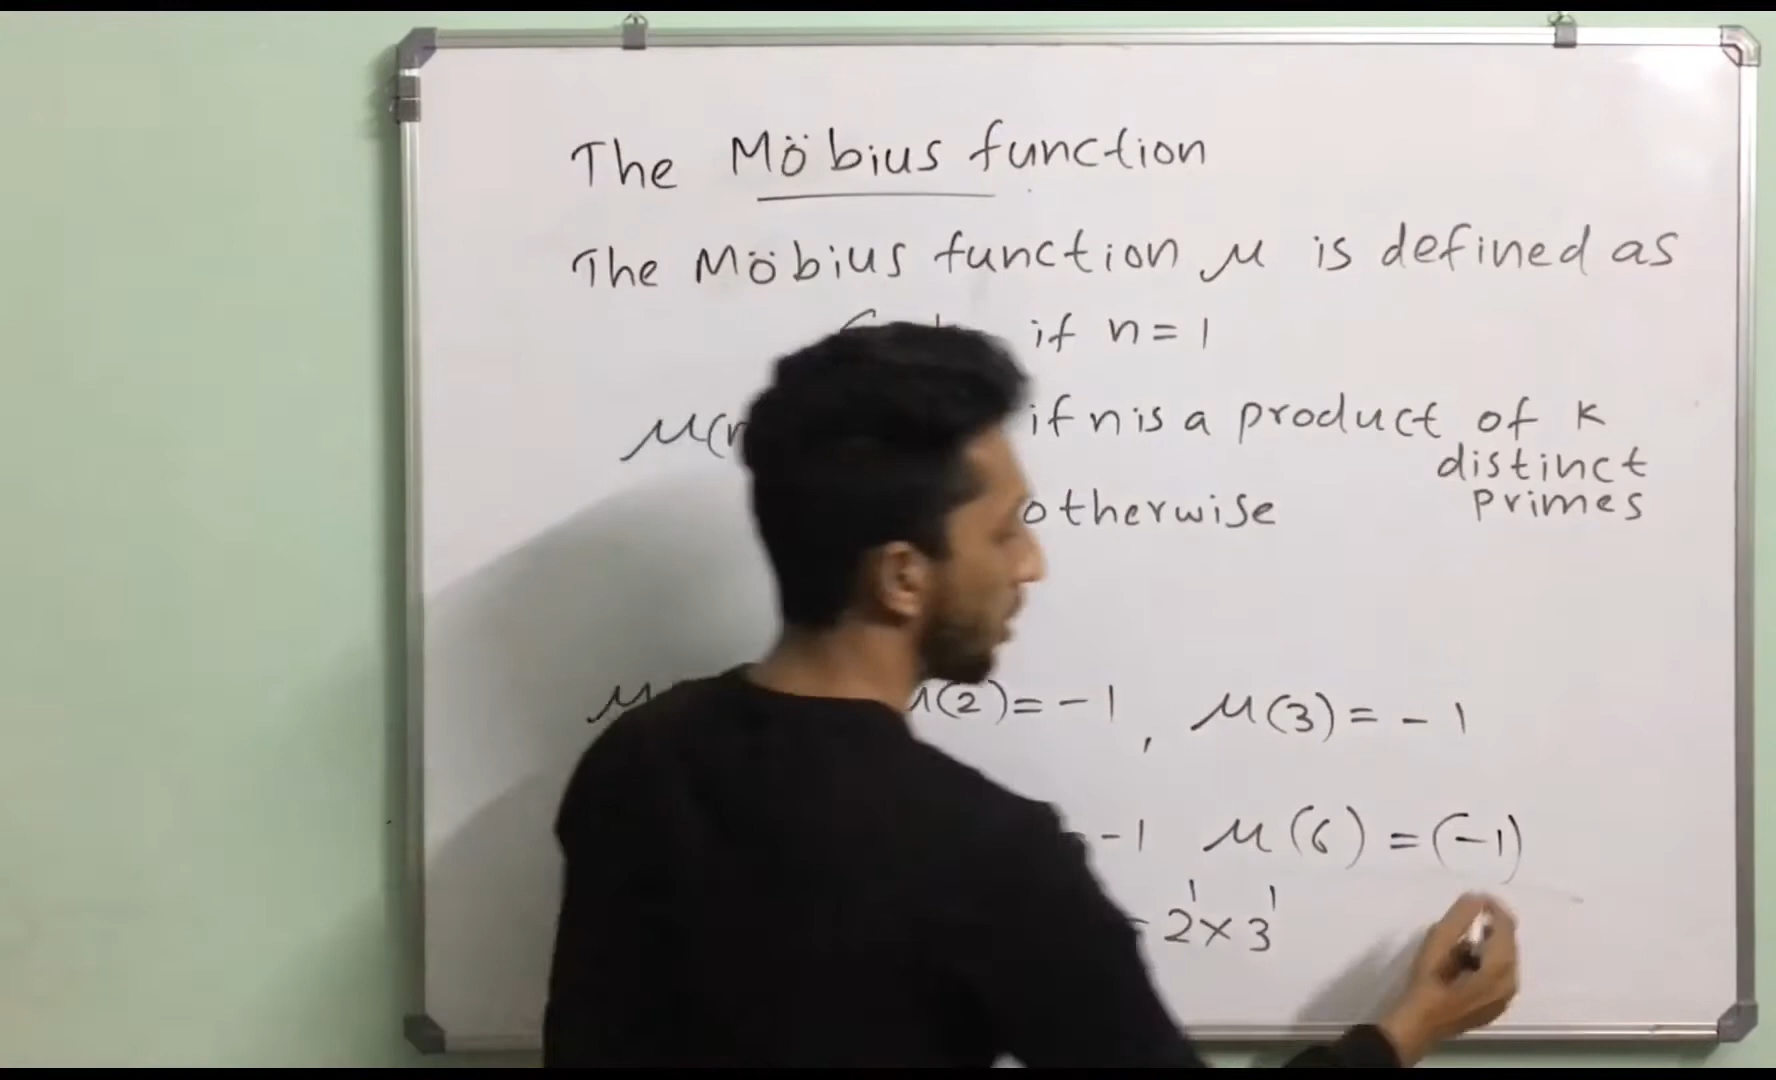 The Möbius function
The Möbius function μ is defined as
if n = 1
μ(n if n is a product of k
distinct
otherwise primes
μ μ(2) = -1 , μ(3) = -1
-1 μ(6) = (-1)
= 2¹ × 3¹